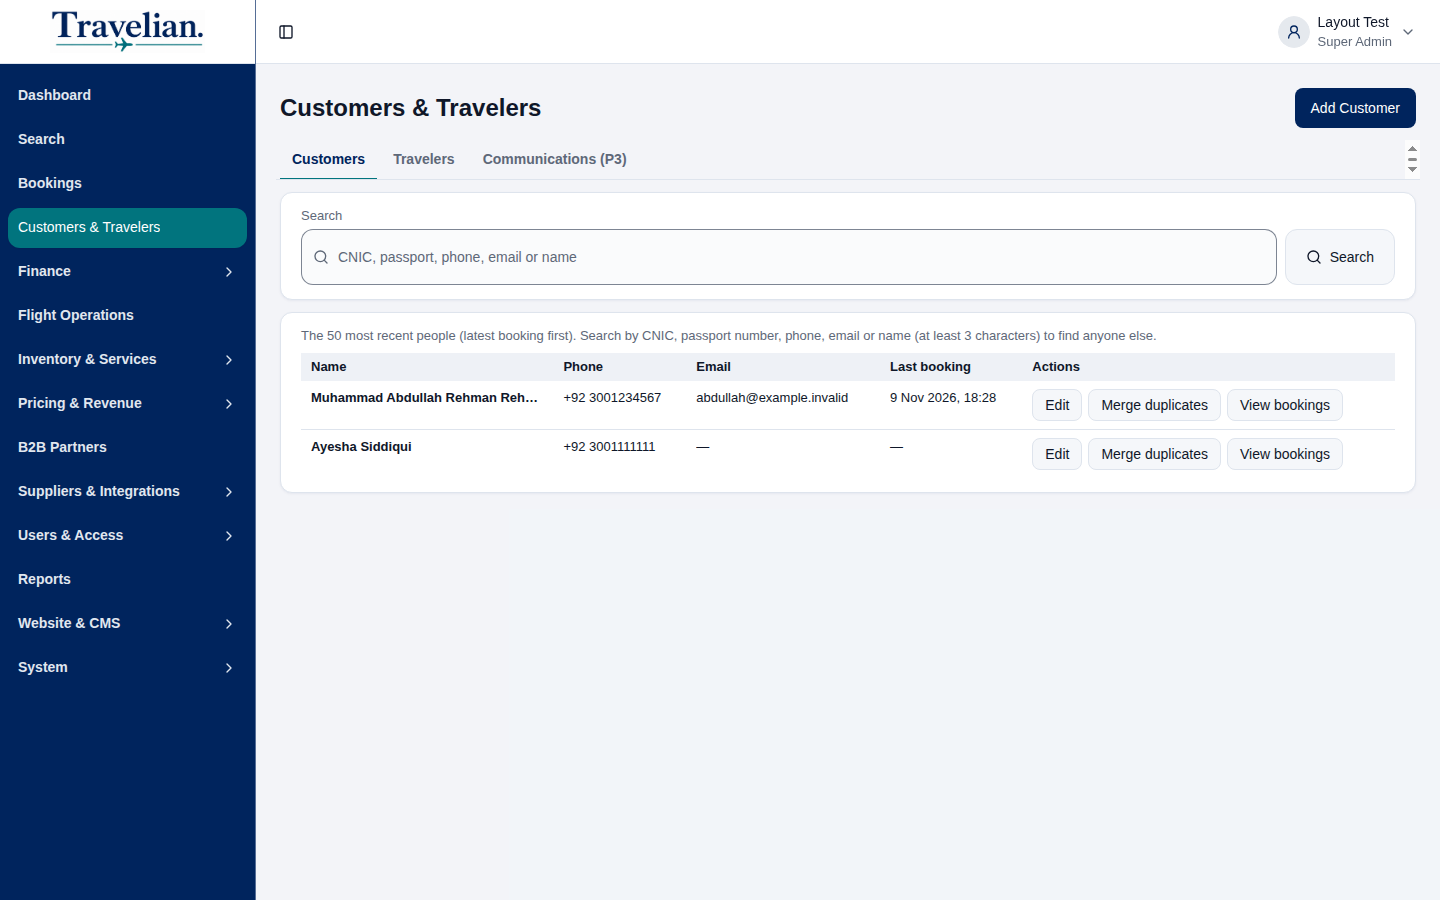 Travelian.
Layout Test
Super Admin
Dashboard
Search
Bookings
Customers & Travelers
Finance
Flight Operations
Inventory & Services
Pricing & Revenue
B2B Partners
Suppliers & Integrations
Users & Access
Reports
Website & CMS
System
Customers & Travelers
Add Customer
Customers Travelers Communications (P3)
Search
CNIC, passport, phone, email or name
Search
The 50 most recent people (latest booking first). Search by CNIC, passport number, phone, email or name (at least 3 characters) to find anyone else.
Name Phone Email Last booking Actions
Muhammad Abdullah Rehman Reh… +92 3001234567 abdullah@example.invalid 9 Nov 2026, 18:28 Edit Merge duplicates View bookings
Ayesha Siddiqui +92 3001111111 — — Edit Merge duplicates View bookings